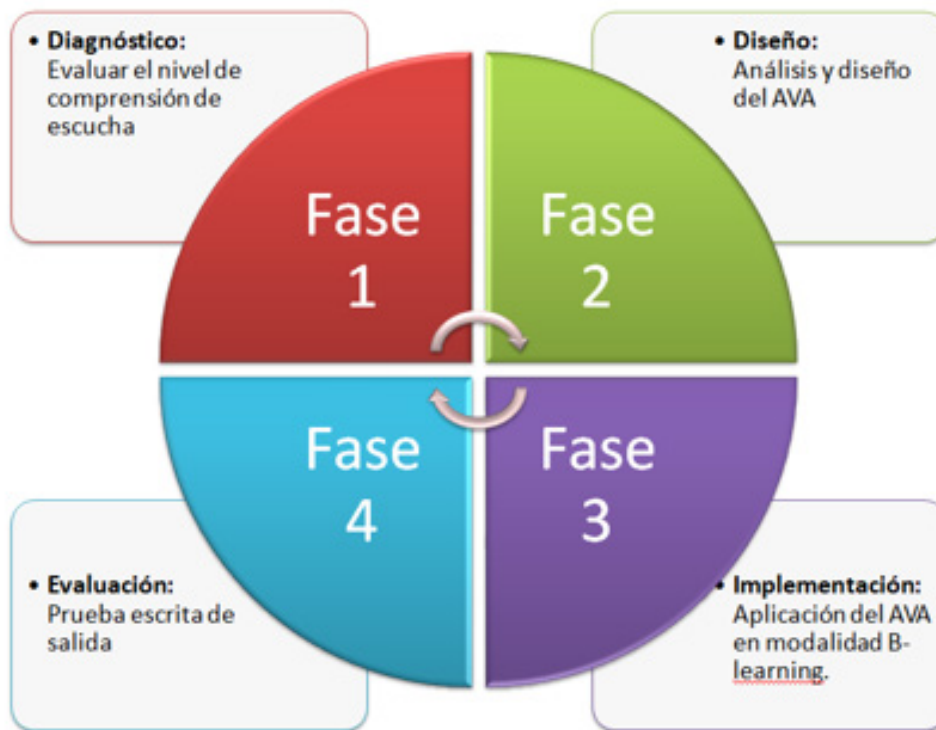 • Diagnóstico:
Evaluar el nivel de
comprensión de
escucha
• Diseño:
Análisis y diseño
del AVA
Fase
1
Fase
2
Fase
4
Fase
3
• Evaluación:
Prueba escrita de
salida
• Implementación:
Aplicación del AVA
en modalidad B-
learning.